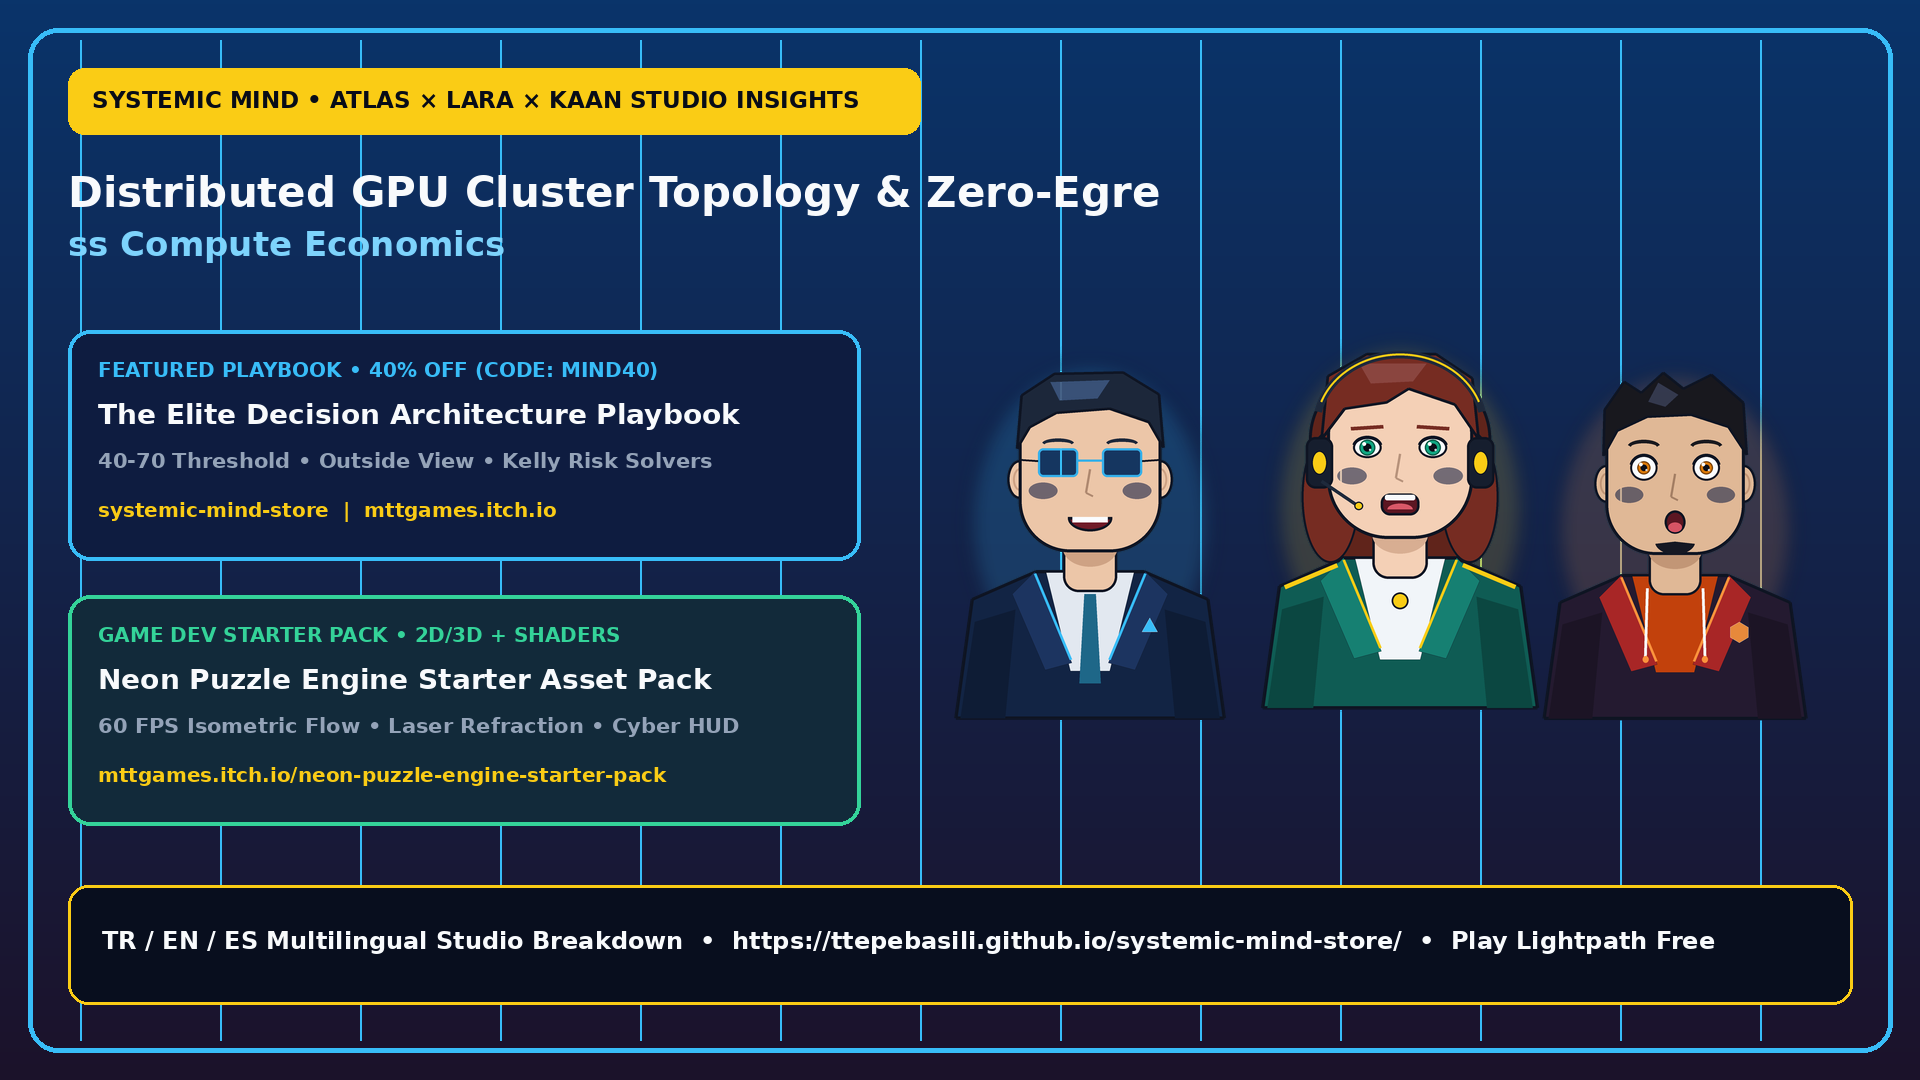 SYSTEMIC MIND • ATLAS × LARA × KAAN STUDIO INSIGHTS
Distributed GPU Cluster Topology & Zero-Egre
ss Compute Economics
FEATURED PLAYBOOK • 40% OFF (CODE: MIND40)
The Elite Decision Architecture Playbook
40-70 Threshold • Outside View • Kelly Risk Solvers
systemic-mind-store | mttgames.itch.io
GAME DEV STARTER PACK • 2D/3D + SHADERS
Neon Puzzle Engine Starter Asset Pack
60 FPS Isometric Flow • Laser Refraction • Cyber HUD
mttgames.itch.io/neon-puzzle-engine-starter-pack
TR / EN / ES Multilingual Studio Breakdown • https://ttepebasili.github.io/systemic-mind-store/ • Play Lightpath Free